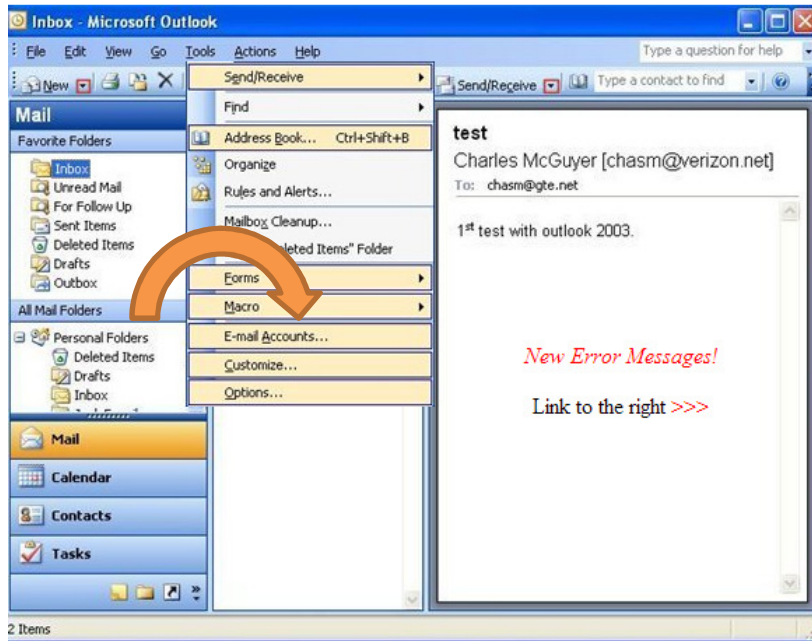 Inbox - Microsoft Outlook
File Edit View Go Tools Actions Help Type a question for help
New Send/Receive Type a contact to find
Mail
Favorite Folders
Inbox
Unread Mail
For Follow Up
Sent Items
Deleted Items
Drafts
Outbox
All Mail Folders
Personal Folders
Deleted Items
Drafts
Inbox
Mail
Calendar
Contacts
Tasks
2 Items
Send/Receive
Find
Address Book... Ctrl+Shift+B
Organize
Rules and Alerts...
Mailbox Cleanup...
Items" Folder
Forms
Macro
E-mail Accounts...
Customize...
Options...
test
Charles McGuyer [chasm@verizon.net]
To: chasm@gte.net
1st test with outlook 2003.
New Error Messages!
Link to the right >>>